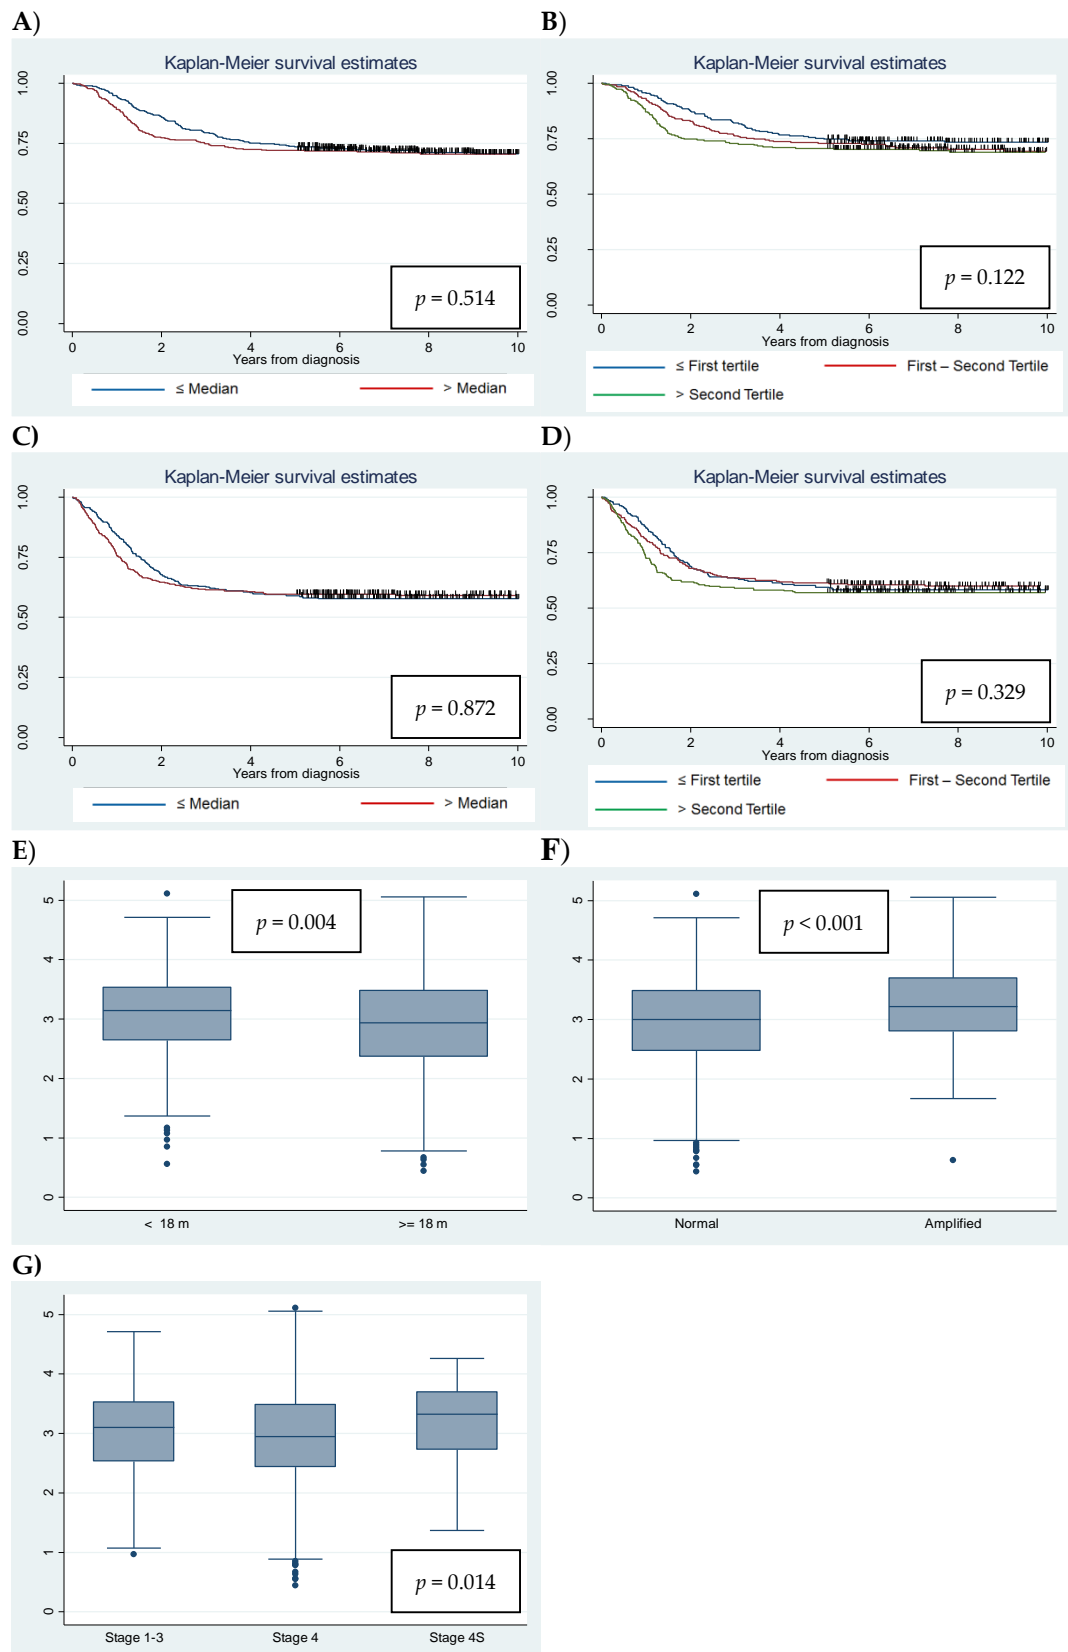 A)
Kaplan-Meier survival estimates
1.00
0.75
0.50
0.25
0.00
p = 0.514
0 2 4 6 8 10
Years from diagnosis
≤ Median > Median
B)
Kaplan-Meier survival estimates
1.00
0.75
0.50
0.25
0.00
p = 0.122
0 2 4 6 8 10
Years from diagnosis
≤ First tertile First – Second Tertile
> Second Tertile
C)
Kaplan-Meier survival estimates
1.00
0.75
0.50
0.25
0.00
p = 0.872
0 2 4 6 8 10
Years from diagnosis
≤ Median > Median
D)
Kaplan-Meier survival estimates
1.00
0.75
0.50
0.25
0.00
p = 0.329
0 2 4 6 8 10
Years from diagnosis
≤ First tertile First – Second Tertile
> Second Tertile
E)
5
4
3
2
1
0
p = 0.004
< 18 m >= 18 m
F)
5
4
3
2
1
0
p < 0.001
Normal Amplified
G)
5
4
3
2
1
0
p = 0.014
Stage 1-3 Stage 4 Stage 4S